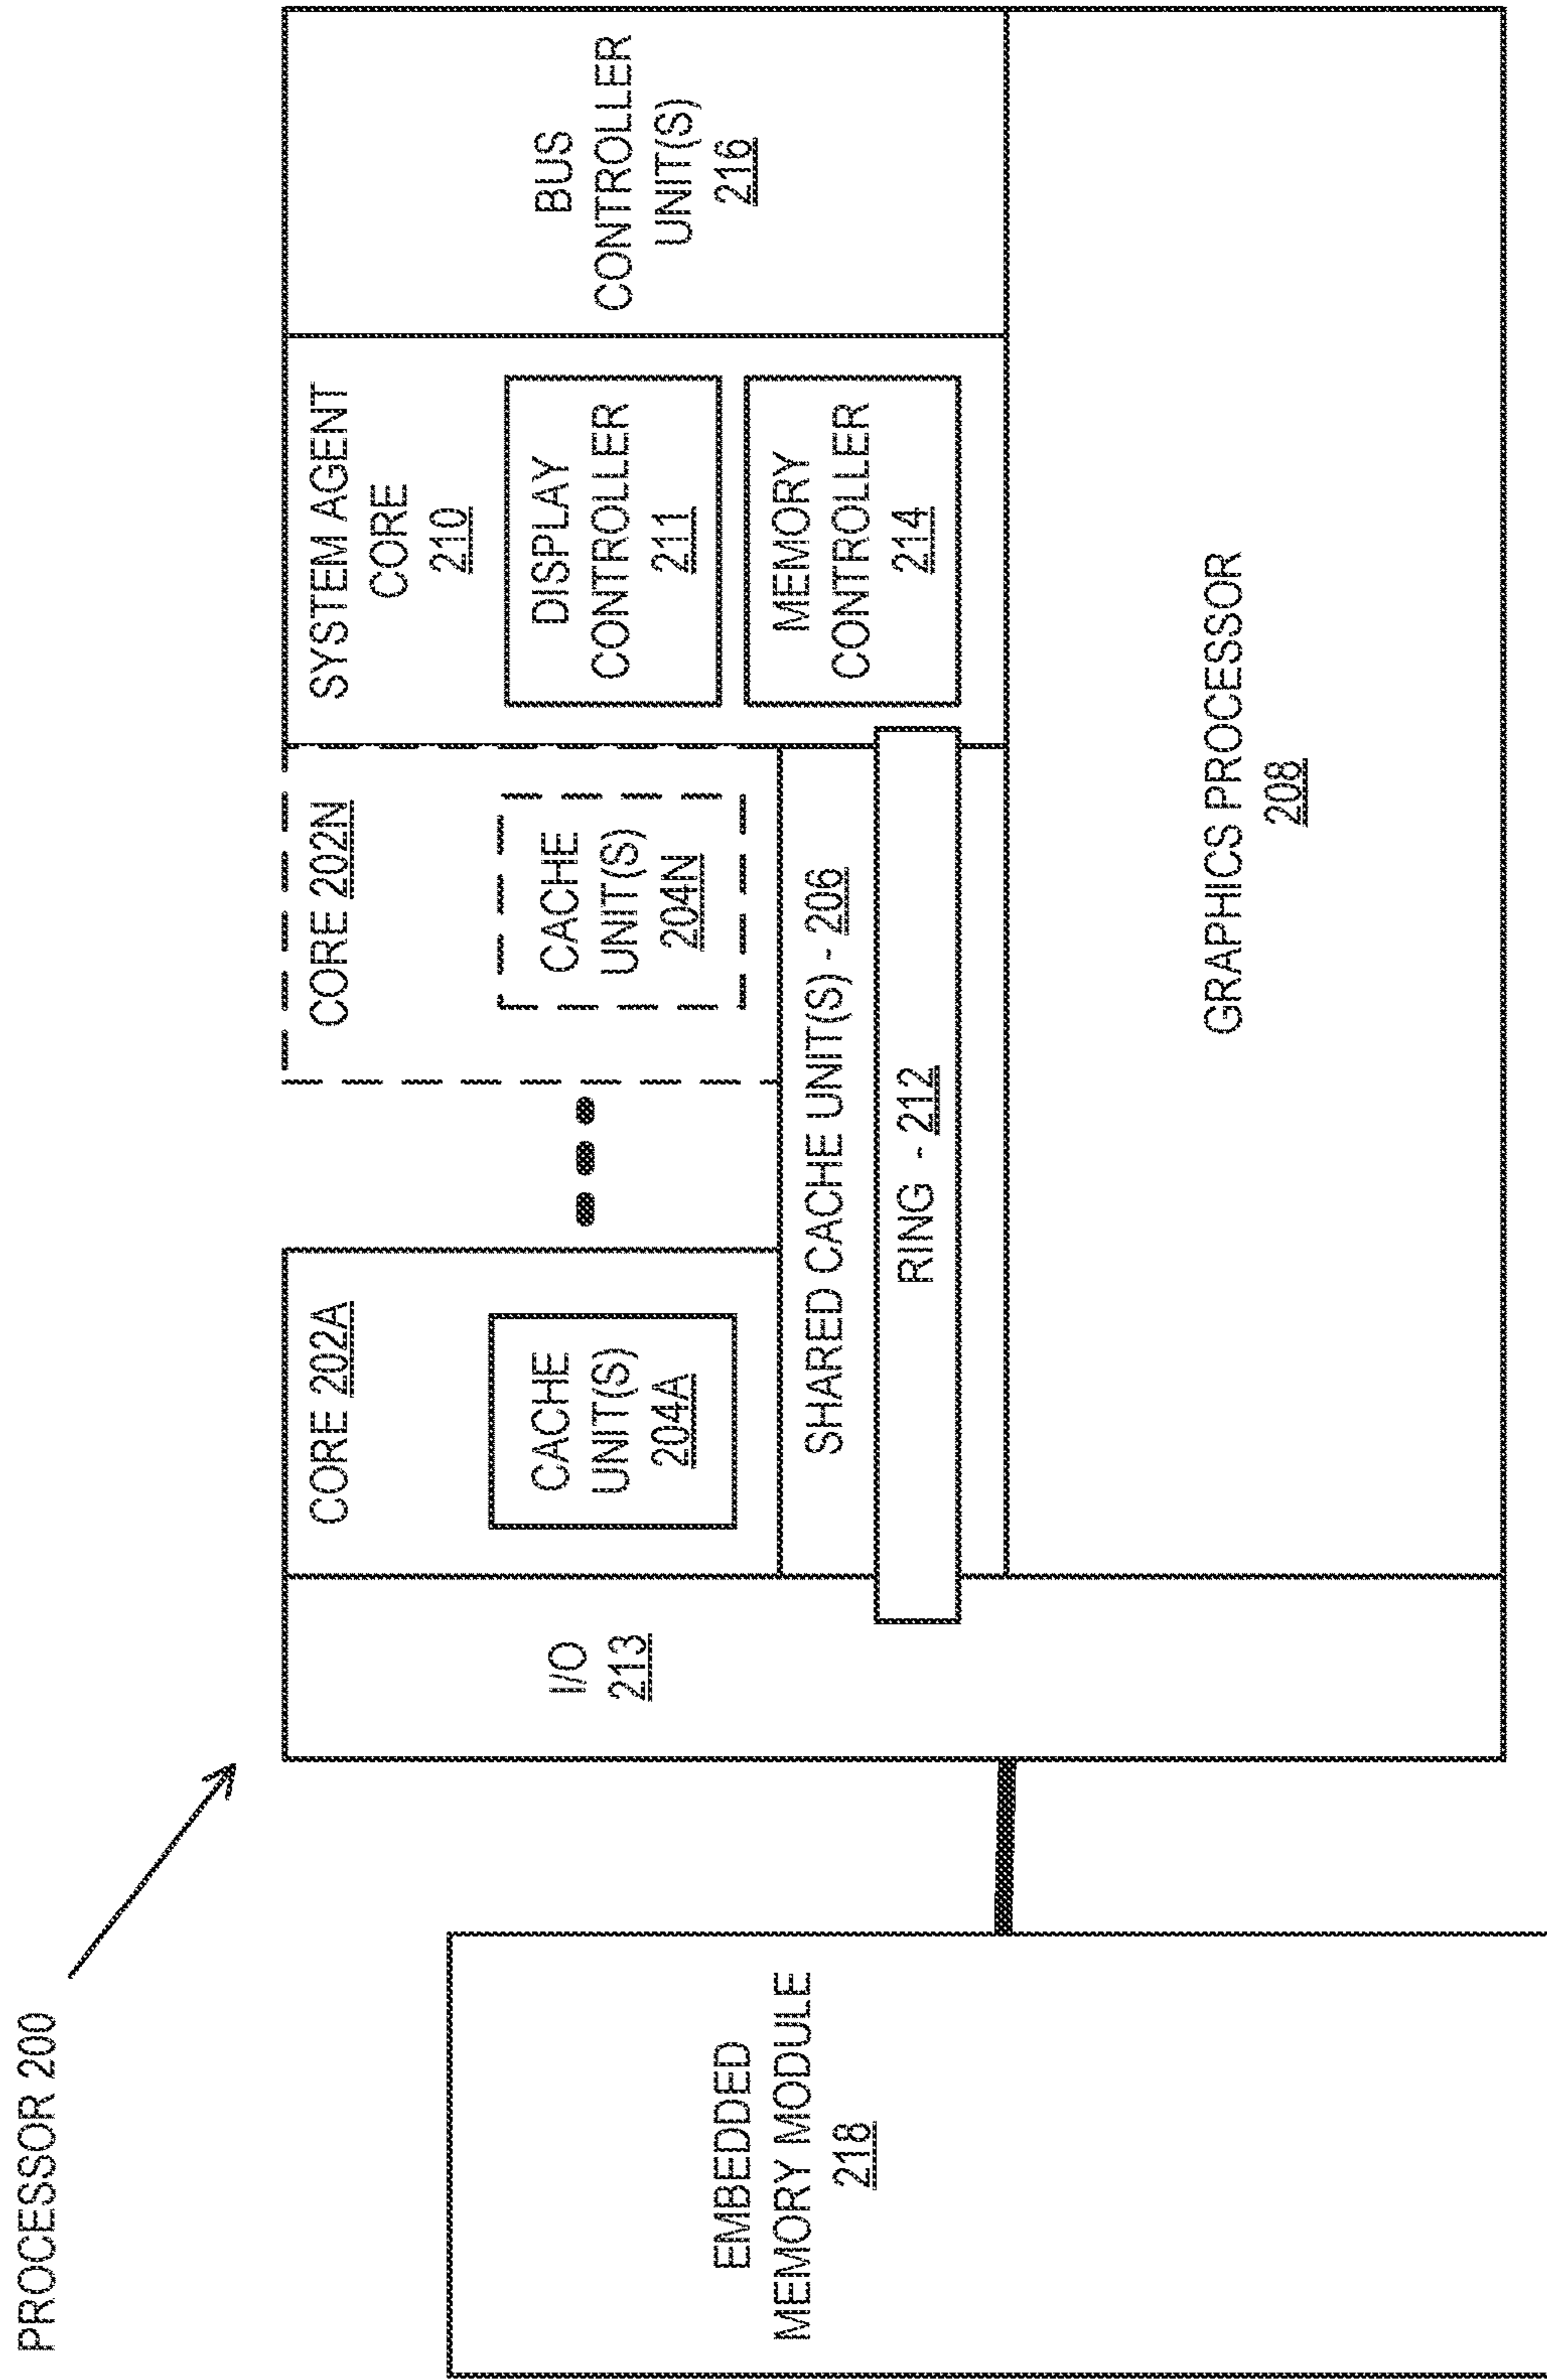 PROCESSOR 200
EMBEDDED
MEMORY MODULE
218
I/O
213
CORE 202A
CACHE
UNIT(S)
204A
CORE 202N
CACHE
UNIT(S)
204N
SHARED CACHE UNIT(S) - 206
RING - 212
SYSTEM AGENT
CORE
210
DISPLAY
CONTROLLER
211
MEMORY
CONTROLLER
214
BUS
CONTROLLER
UNIT(S)
216
GRAPHICS PROCESSOR
208